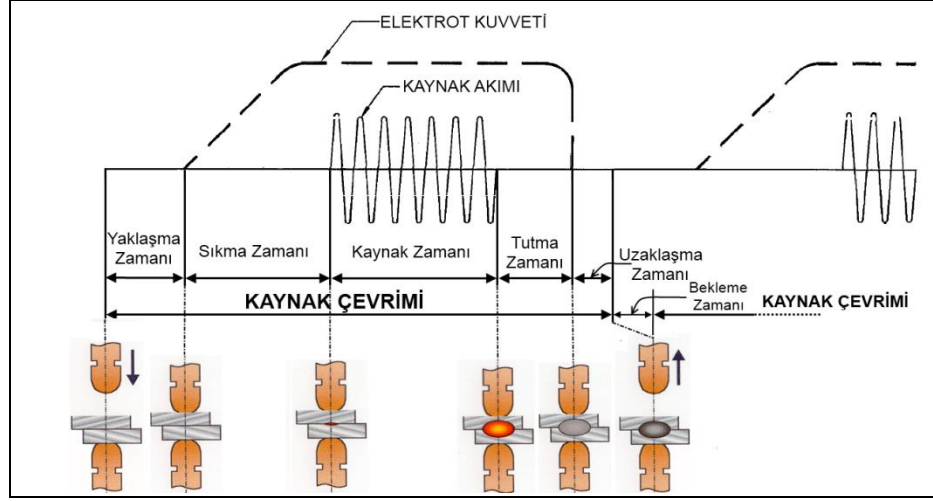 ELEKTROT KUVVETİ
KAYNAK AKIMI
Yaklaşma
Zamanı
Sıkma Zamanı
Kaynak Zamanı
Tutma
Zamanı
Uzaklaşma
Zamanı
KAYNAK ÇEVRİMİ
Bekleme
Zamanı
KAYNAK ÇEVRİMİ